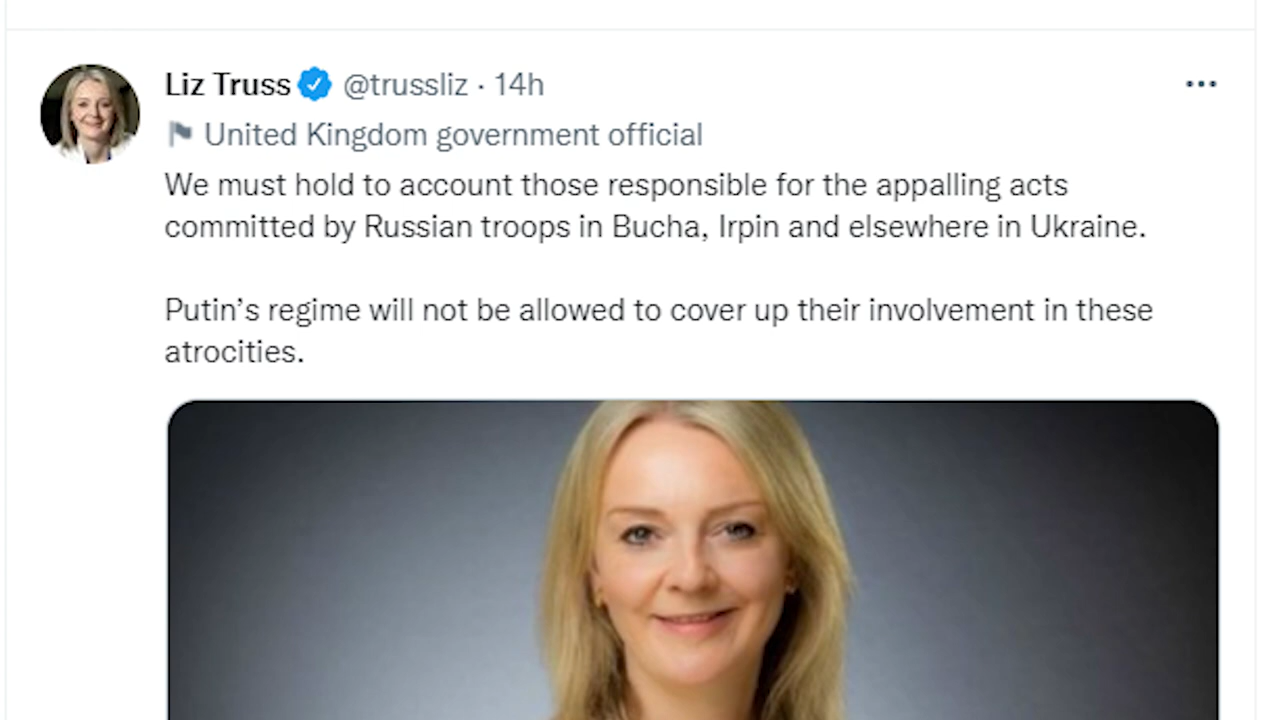 Liz Truss @trussliz · 14h
United Kingdom government official
We must hold to account those responsible for the appalling acts
committed by Russian troops in Bucha, Irpin and elsewhere in Ukraine.
Putin’s regime will not be allowed to cover up their involvement in these
atrocities.